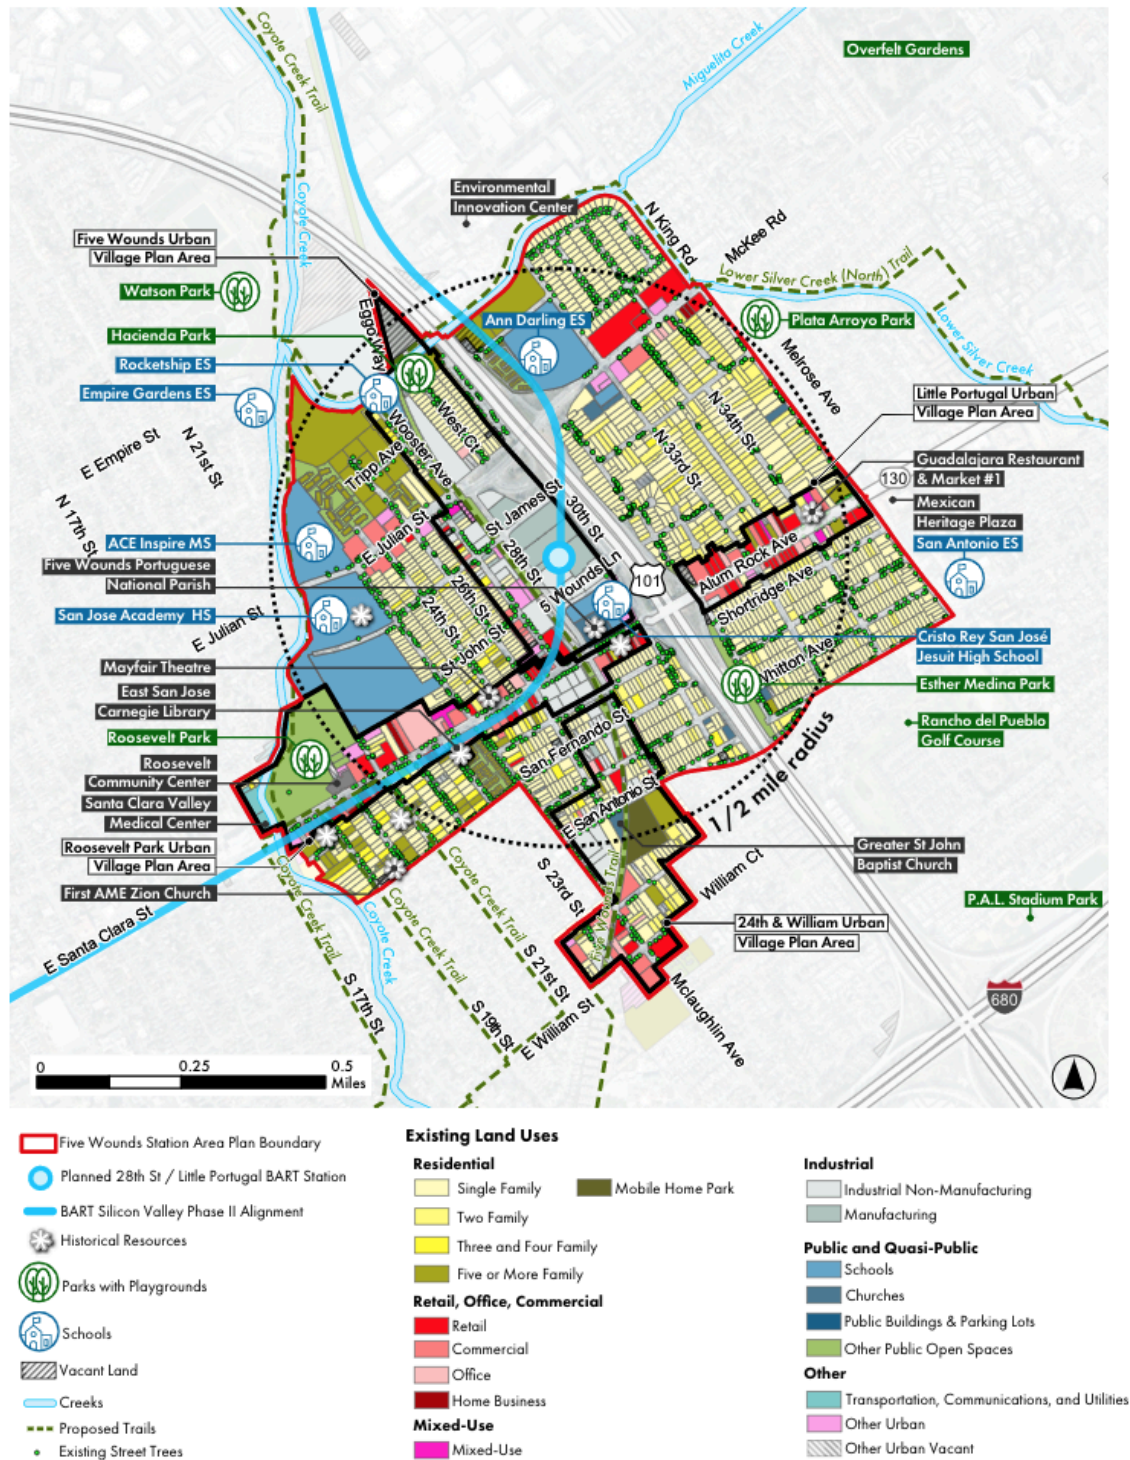 Coyote Creek Trail
Miguelita Creek
Overfelt Gardens
Coyote Creek
Environmental
Innovation Center
N King Rd
McKee Rd
Five Wounds Urban
Village Plan Area
Lower Silver Creek (North) Trail
Watson Park
Eggo Way
Ann Darling ES
Plata Arroyo Park
Lower Silver Creek
Hacienda Park
Rocketship ES
Empire Gardens ES
Melrose Ave
Little Portugal Urban
Village Plan Area
West Ct
Wooster Ave
N 34th St
N 33rd St
E Empire St
N 21st St
Tripp Ave
Guadalajara Restaurant
& Market #1
130
Mexican
Heritage Plaza
N 17th St
St James St
30th St
E Julian St
28th St
ACE Inspire MS
San Antonio ES
Five Wounds Portuguese
National Parish
Alum Rock Ave
5 Wounds Ln
101
Shortridge Ave
26th St
24th St
San Jose Academy HS
E Julian St
St John St
Cristo Rey San José
Jesuit High School
Whitton Ave
Mayfair Theatre
East San Jose
Carnegie Library
Esther Medina Park
Roosevelt Park
Rancho del Pueblo
Golf Course
San Fernando St
Roosevelt
Community Center
1/2 mile radius
Santa Clara Valley
Medical Center
E San Antonio St
Roosevelt Park Urban
Village Plan Area
Greater St John
Baptist Church
First AME Zion Church
Coyote Creek Trail
Coyote Creek
Coyote Creek Trail
Coyote Creek Trail
S 23rd St
Five Wounds Trail
William Ct
P.A.L. Stadium Park
E Santa Clara St
24th & William Urban
Village Plan Area
S 17th St
S 19th St
S 21st St
E William St
Mclaughlin Ave
680
0 0.25 0.5
Miles
Five Wounds Station Area Plan Boundary
Planned 28th St / Little Portugal BART Station
BART Silicon Valley Phase II Alignment
Historical Resources
Parks with Playgrounds
Schools
Vacant Land
Creeks
Proposed Trails
Existing Street Trees
Existing Land Uses
Residential
Single Family
Mobile Home Park
Two Family
Three and Four Family
Five or More Family
Retail, Office, Commercial
Retail
Commercial
Office
Home Business
Mixed-Use
Mixed-Use
Industrial
Industrial Non-Manufacturing
Manufacturing
Public and Quasi-Public
Schools
Churches
Public Buildings & Parking Lots
Other Public Open Spaces
Other
Transportation, Communications, and Utilities
Other Urban
Other Urban Vacant